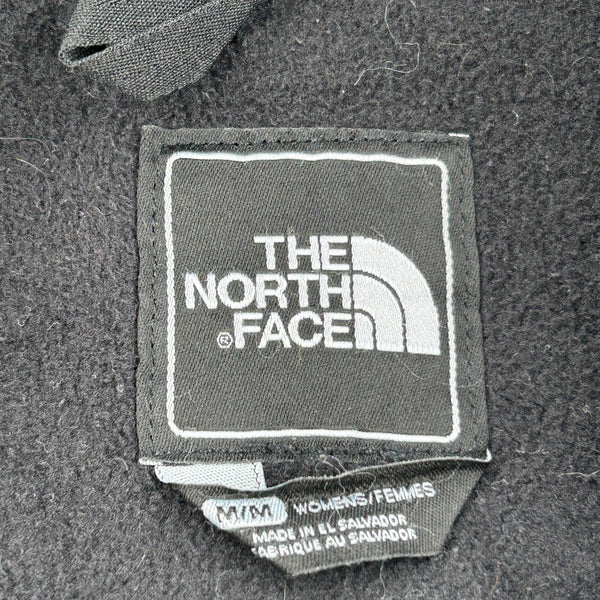 THE
NORTH
®FACE
M/M WOMENS/FEMMES
MADE IN EL SALVADOR
FABRIQUE AU SALVADOR